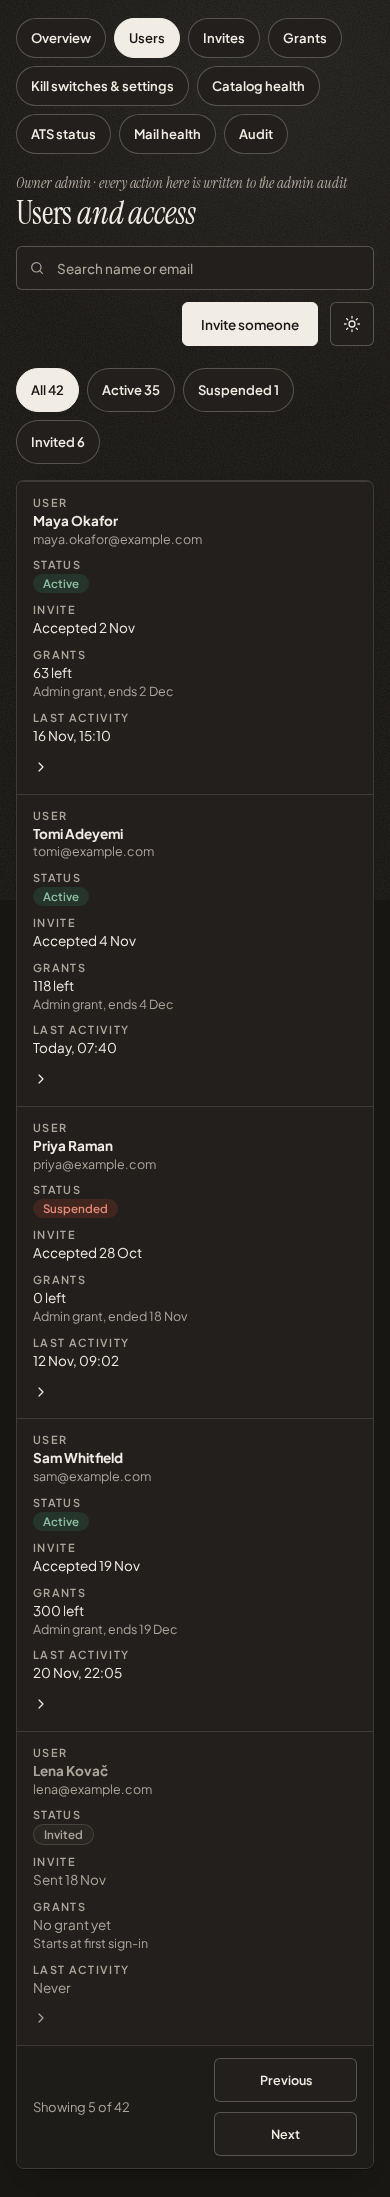 Overview Users Invites Grants
Kill switches & settings Catalog health
ATS status Mail health Audit
Owner admin · every action here is written to the admin audit
Users and access
Search name or email
Invite someone
All 42 Active 35 Suspended 1
Invited 6
USER
Maya Okafor
maya.okafor@example.com
STATUS
Active
INVITE
Accepted 2 Nov
GRANTS
63 left
Admin grant, ends 2 Dec
LAST ACTIVITY
16 Nov, 15:10
USER
Tomi Adeyemi
tomi@example.com
STATUS
Active
INVITE
Accepted 4 Nov
GRANTS
118 left
Admin grant, ends 4 Dec
LAST ACTIVITY
Today, 07:40
USER
Priya Raman
priya@example.com
STATUS
Suspended
INVITE
Accepted 28 Oct
GRANTS
0 left
Admin grant, ended 18 Nov
LAST ACTIVITY
12 Nov, 09:02
USER
Sam Whitfield
sam@example.com
STATUS
Active
INVITE
Accepted 19 Nov
GRANTS
300 left
Admin grant, ends 19 Dec
LAST ACTIVITY
20 Nov, 22:05
USER
Lena Kovač
lena@example.com
STATUS
Invited
INVITE
Sent 18 Nov
GRANTS
No grant yet
Starts at first sign-in
LAST ACTIVITY
Never
Showing 5 of 42
Previous
Next